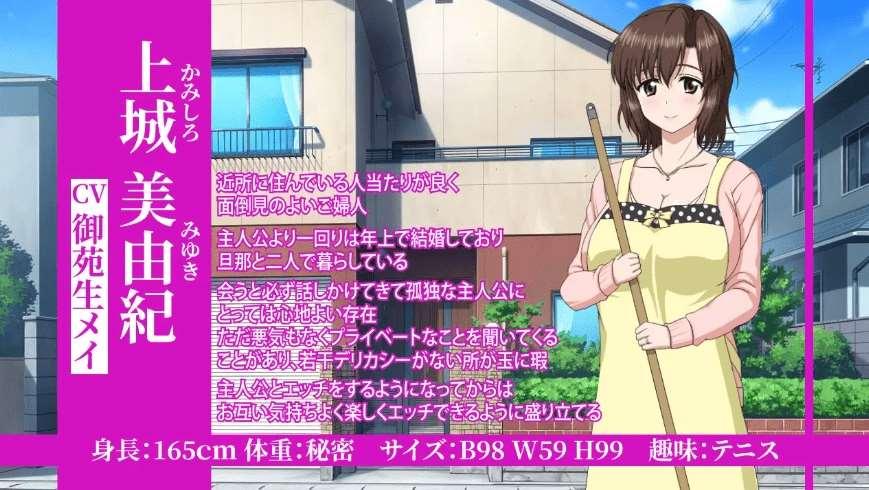 上城 美由紀
かみしろ みゆき
CV 御苑生メイ
近所に住んでいる人当たりが良く
面倒見のよいご婦人
主人公より一回りは年上で結婚しており
旦那と二人で暮らしている
会うと必ず話しかけてきて孤独な主人公に
とっては心地よい存在
ただ悪気もなくプライベートなことを聞いてくる
ことがあり、若干デリカシーがない所が玉に瑕
主人公とエッチをするようになってからは
お互い気持ちよく楽しくエッチできるように盛り立てる
身長：165cm 体重：秘密　サイズ：B98 W59 H99　趣味：テニス